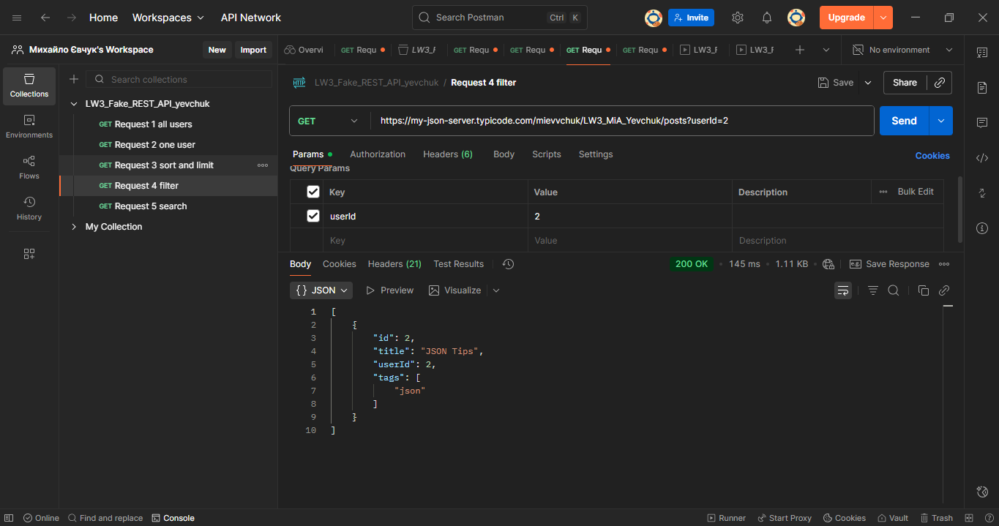 Home Workspaces API Network Search Postman Ctrl K Invite Upgrade
Михайло Євчук's Workspace New Import Overvi GET Requ LW3_F GET Requ GET Requ GET Requ GET Requ LW3_F LW3_F No environment
Collections
Environments
Flows
History
Search collections
LW3_Fake_REST_API_yevchuk
GET Request 1 all users
GET Request 2 one user
GET Request 3 sort and limit
GET Request 4 filter
GET Request 5 search
My Collection
HTTP LW3_Fake_REST_API_yevchuk / Request 4 filter Save Share
GET https://my-json-server.typicode.com/mievvchuk/LW3_MiA_Yevchuk/posts?userId=2 Send
Params Authorization Headers (6) Body Scripts Settings Cookies
Query Params
Key Value Description Bulk Edit
userId 2
Key Value Description
Body Cookies Headers (21) Test Results 200 OK 145 ms 1.11 KB e.g. Save Response
{ } JSON Preview Visualize
1 [
2 {
3 "id": 2,
4 "title": "JSON Tips",
5 "userId": 2,
6 "tags": [
7 "json"
8 ]
9 }
10 ]
Online Find and replace Console Runner Start Proxy Cookies Vault Trash